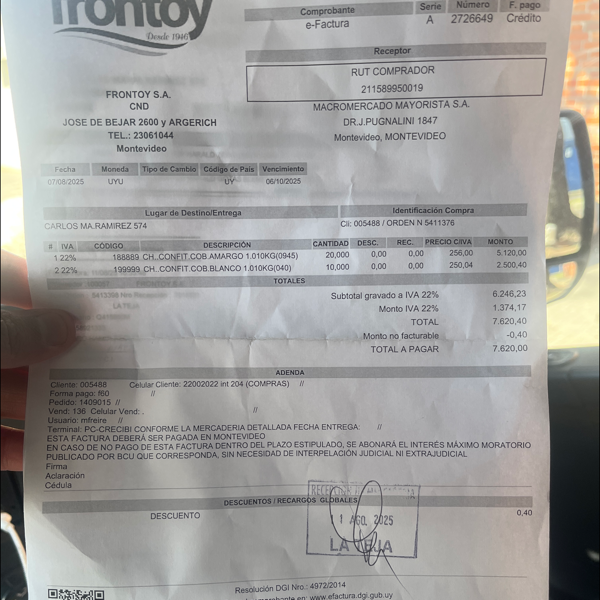 frontoy
Desde 1946
Comprobante Serie Número F. pago
e-Factura A 2726649 Crédito
Receptor
RUT COMPRADOR
211589950019
FRONTOY S.A.
CND
JOSE DE BEJAR 2600 y ARGERICH
TEL.: 23061044
Montevideo
MACROMERCADO MAYORISTA S.A.
DR.J.PUGNALINI 1847
Montevideo, MONTEVIDEO
Fecha Moneda Tipo de Cambio Código de País Vencimiento
07/08/2025 UYU UY 06/10/2025
Lugar de Destino/Entrega Identificación Compra
CARLOS MA.RAMIREZ 574 Cli: 005488 / ORDEN N 5411376
# IVA CÓDIGO DESCRIPCIÓN CANTIDAD DESC. REC. PRECIO C/IVA MONTO
1 22% 188889 CH..CONFIT.COB.AMARGO 1.010KG(0945) 20,000 0,00 0,00 256,00 5.120,00
2 22% 199999 CH..CONFIT.COB.BLANCO 1.010KG(040) 10,000 0,00 0,00 250,04 2.500,40
TOTALES
Subtotal gravado a IVA 22% 6.246,23
Monto IVA 22% 1.374,17
TOTAL 7.620,40
Monto no facturable -0,40
TOTAL A PAGAR 7.620,00
ADENDA
Cliente: 005488 Celular Cliente: 22002022 int 204 (COMPRAS) //
Forma pago: f50 //
Pedido: 1409015 //
Vend: 136 Celular Vend: . //
Usuario: mfreire //
Terminal: PC-CRECIBI CONFORME LA MERCADERIA DETALLADA FECHA ENTREGA: //
ESTA FACTURA DEBERÁ SER PAGADA EN MONTEVIDEO
EN CASO DE NO PAGO DE ESTA FACTURA DENTRO DEL PLAZO ESTIPULADO, SE ABONARÁ EL INTERÉS MÁXIMO MORATORIO
PUBLICADO POR BCU QUE CORRESPONDA, SIN NECESIDAD DE INTERPELACIÓN JUDICIAL NI EXTRAJUDICIAL
Firma
Aclaración
Cédula
DESCUENTOS / RECARGOS GLOBALES
DESCUENTO 0,40
11 AGO. 2025
LA TEJA
Resolución DGI Nro.: 4972/2014
en: www.efactura.dgi.gub.uy